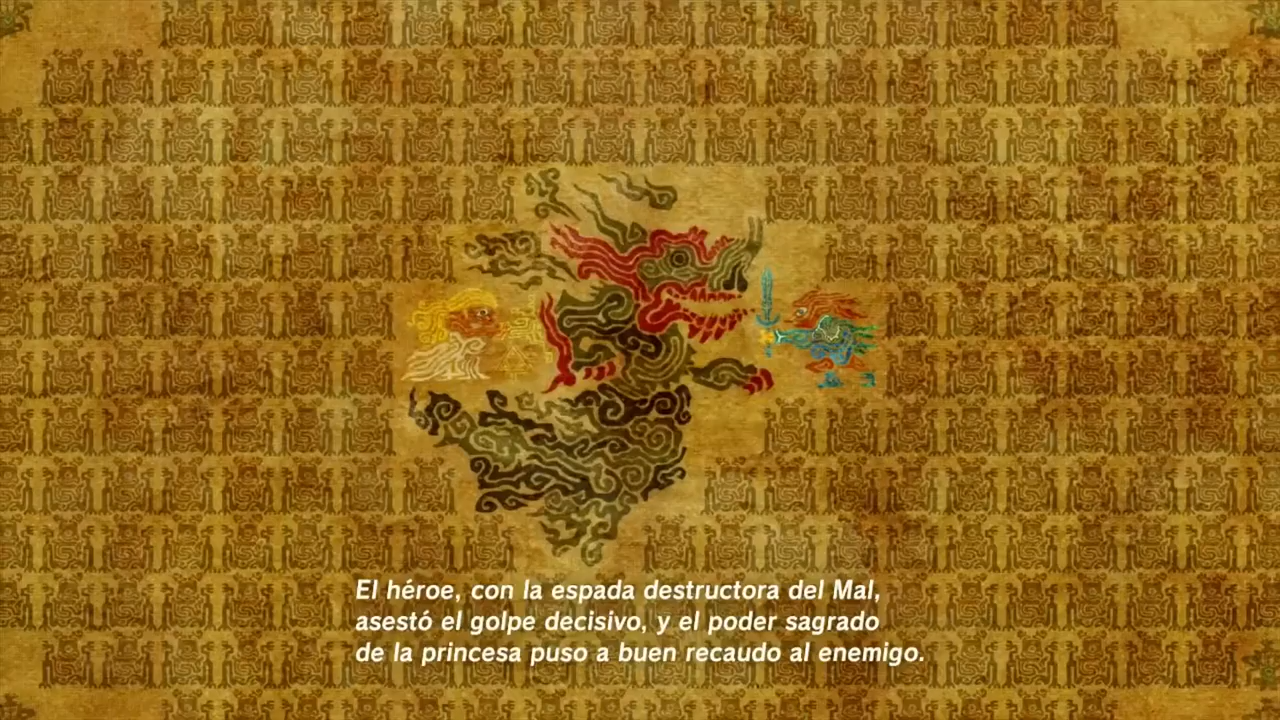 El héroe, con la espada destructora del Mal,
asestó el golpe decisivo, y el poder sagrado
de la princesa puso a buen recaudo al enemigo.